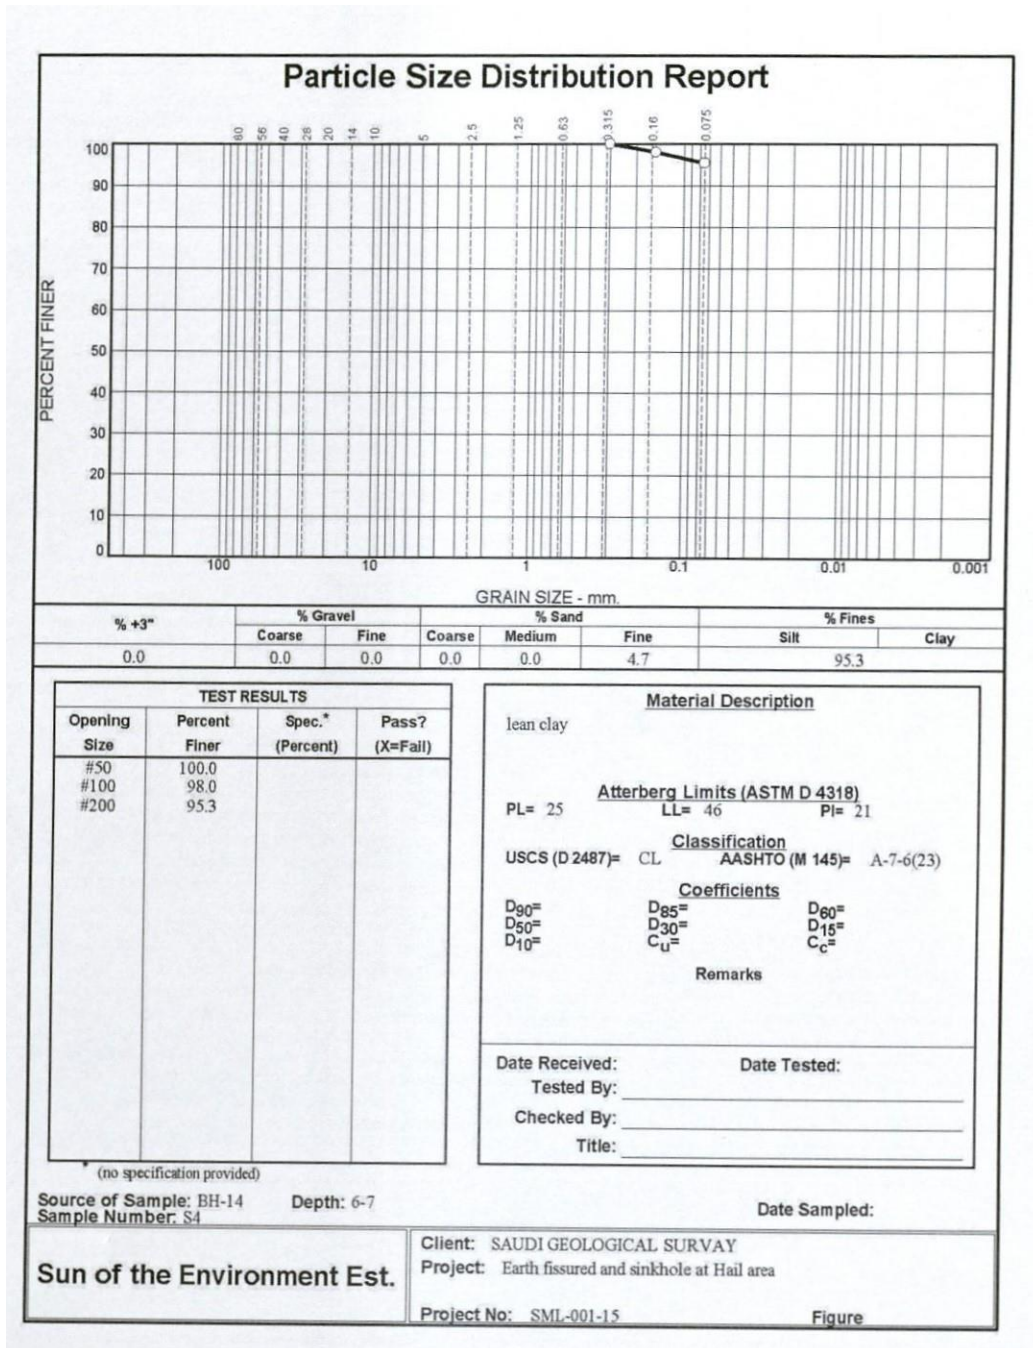 Particle Size Distribution Report
60 56 40 28 20 14 10 5 2.5 1.25 0.63 0.315 0.16 0.075
100
90
80
70
60
50
40
30
20
10
0
PERCENT FINER
100 10 1 0.1 0.01 0.001
GRAIN SIZE - mm.
% +3" % Gravel % Sand % Fines
Coarse Fine Coarse Medium Fine Silt Clay
0.0 0.0 0.0 0.0 0.0 4.7 95.3
TEST RESULTS
Opening Percent Spec.* Pass?
Size Finer (Percent) (X=Fail)
#50 100.0
#100 98.0
#200 95.3
* (no specification provided)
Material Description
lean clay
Atterberg Limits (ASTM D 4318)
PL= 25 LL= 46 PI= 21
Classification
USCS (D 2487)= CL AASHTO (M 145)= A-7-6(23)
Coefficients
D90= D85= D60=
D50= D30= D15=
D10= Cu= Cc=
Remarks
Date Received: Date Tested:
Tested By:
Checked By:
Title:
Source of Sample: BH-14 Depth: 6-7
Sample Number: S4 Date Sampled:
Sun of the Environment Est.
Client: SAUDI GEOLOGICAL SURVAY
Project: Earth fissured and sinkhole at Hail area
Project No: SML-001-15 Figure